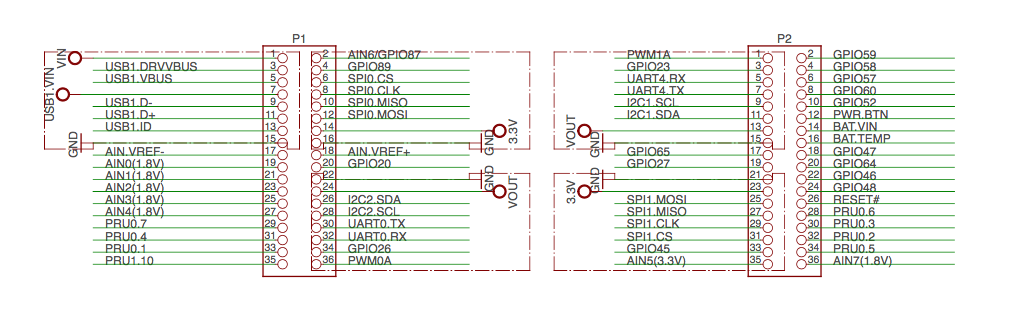 P1 P2
VIN 1 2 AIN6/GPIO87 PWM1A 1 2 GPIO59
USB1.DRVVBUS 3 4 GPIO89 GPIO23 3 4 GPIO58
USB1.VBUS 5 6 SPI0.CS UART4.RX 5 6 GPIO57
USB1.VIN 7 8 SPI0.CLK UART4.TX 7 8 GPIO60
USB1.D- 9 10 SPI0.MISO I2C1.SCL 9 10 GPIO52
USB1.D+ 11 12 SPI0.MOSI I2C1.SDA 11 12 PWR.BTN
USB1.ID 13 14 3.3V VOUT 13 14 BAT.VIN
GND 15 16 GND GND 15 16 BAT.TEMP
AIN.VREF- 17 18 AIN.VREF+ GPIO65 17 18 GPIO47
AIN0(1.8V) 19 20 GPIO20 GPIO27 19 20 GPIO64
AIN1(1.8V) 21 22 GND GND 21 22 GPIO46
AIN2(1.8V) 23 24 VOUT 3.3V 23 24 GPIO48
AIN3(1.8V) 25 26 I2C2.SDA SPI1.MOSI 25 26 RESET#
AIN4(1.8V) 27 28 I2C2.SCL SPI1.MISO 27 28 PRU0.6
PRU0.7 29 30 UART0.TX SPI1.CLK 29 30 PRU0.3
PRU0.4 31 32 UART0.RX SPI1.CS 31 32 PRU0.2
PRU0.1 33 34 GPIO26 GPIO45 33 34 PRU0.5
PRU1.10 35 36 PWM0A AIN5(3.3V) 35 36 AIN7(1.8V)